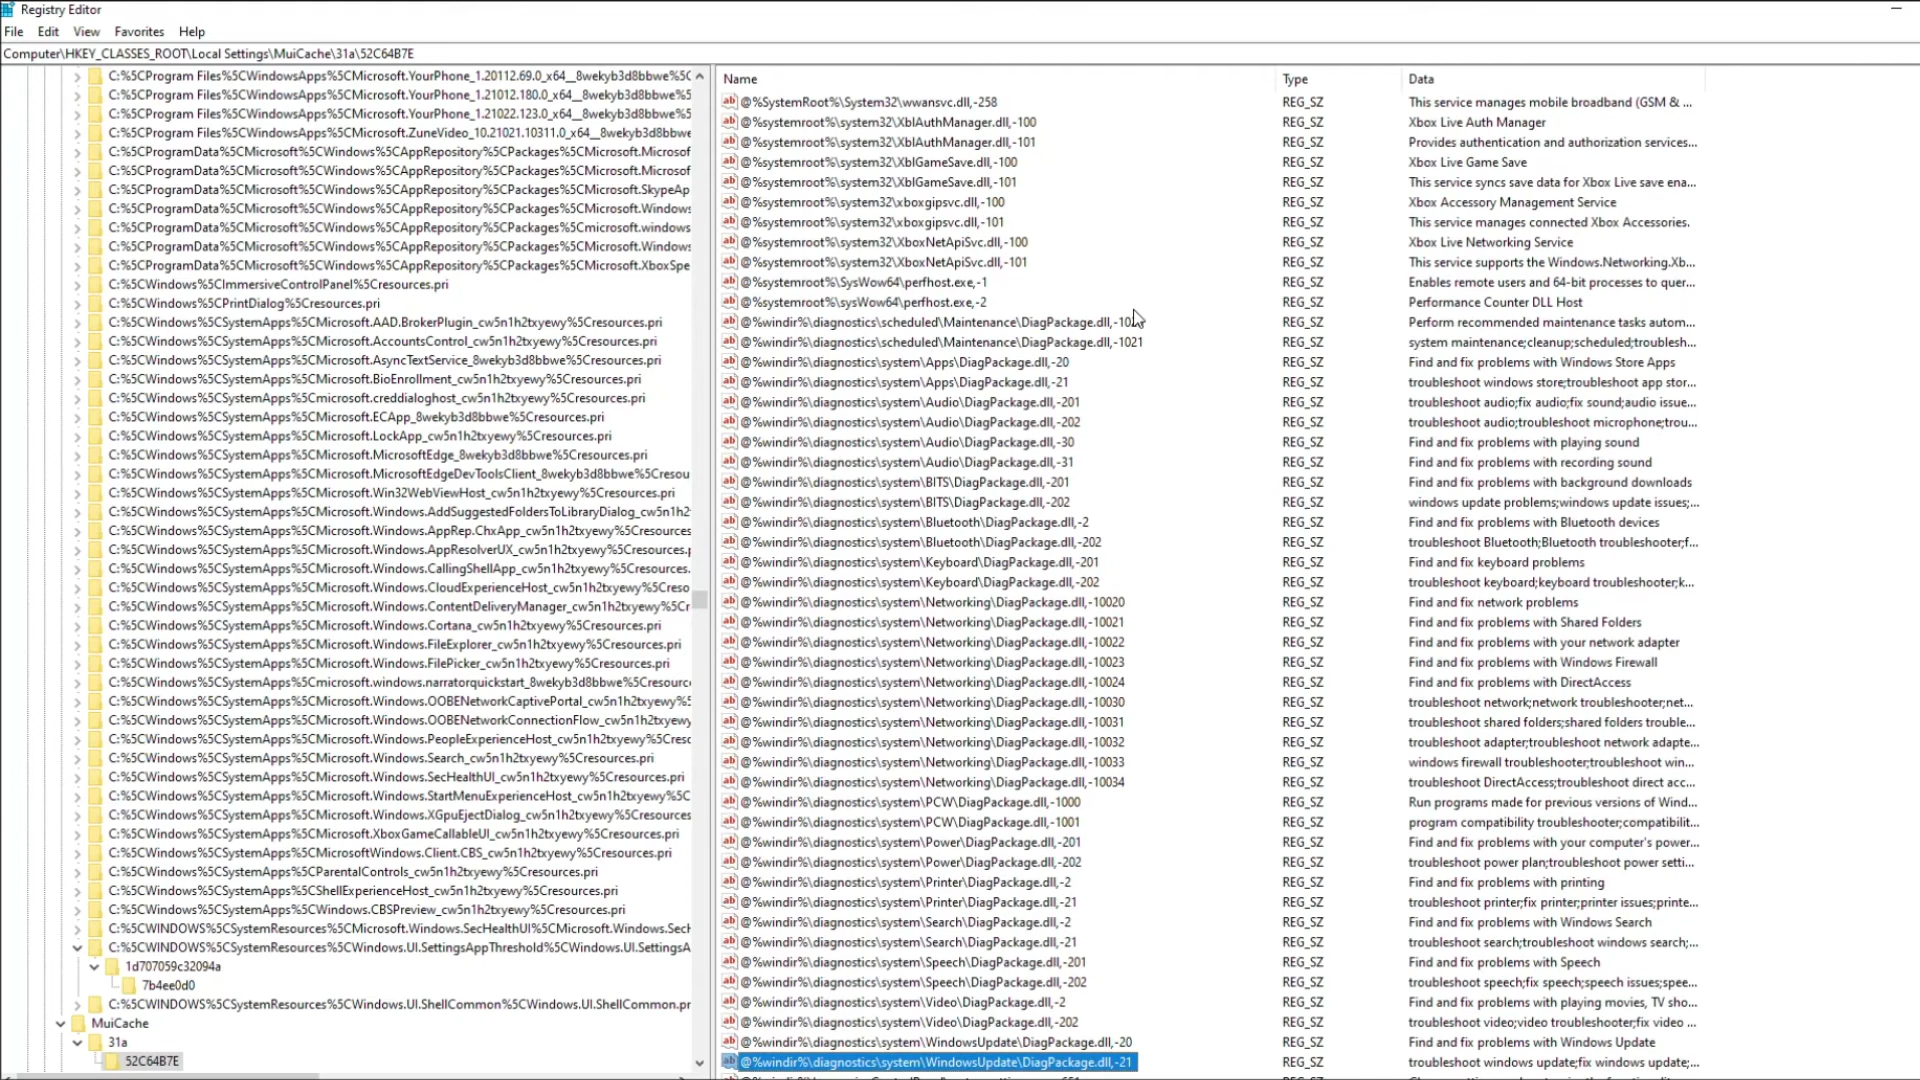 Registry Editor
File Edit View Favorites Help
Computer\HKEY_CLASSES_ROOT\Local Settings\MuiCache\31a\52C64B7E
C:%5CProgram Files%5CWindowsApps%5CMicrosoft.YourPhone_1.20112.69.0_x64__8wekyb3d8bbwe%5C
C:%5CProgram Files%5CWindowsApps%5CMicrosoft.YourPhone_1.21012.180.0_x64__8wekyb3d8bbwe%5
C:%5CProgram Files%5CWindowsApps%5CMicrosoft.YourPhone_1.21022.123.0_x64__8wekyb3d8bbwe%5
C:%5CProgram Files%5CWindowsApps%5CMicrosoft.ZuneVideo_10.21021.10311.0_x64__8wekyb3d8bbwe
C:%5CProgramData%5CMicrosoft%5CWindows%5CAppRepository%5CPackages%5CMicrosoft.Microsof
C:%5CProgramData%5CMicrosoft%5CWindows%5CAppRepository%5CPackages%5CMicrosoft.Microsof
C:%5CProgramData%5CMicrosoft%5CWindows%5CAppRepository%5CPackages%5CMicrosoft.SkypeAp
C:%5CProgramData%5CMicrosoft%5CWindows%5CAppRepository%5CPackages%5CMicrosoft.Windows
C:%5CProgramData%5CMicrosoft%5CWindows%5CAppRepository%5CPackages%5CMicrosoft.windows
C:%5CProgramData%5CMicrosoft%5CWindows%5CAppRepository%5CPackages%5CMicrosoft.Windows
C:%5CProgramData%5CMicrosoft%5CWindows%5CAppRepository%5CPackages%5CMicrosoft.XboxSpe
C:%5CWindows%5CImmersiveControlPanel%5Cresources.pri
C:%5CWindows%5CPrintDialog%5Cresources.pri
C:%5CWindows%5CSystemApps%5CMicrosoft.AAD.BrokerPlugin_cw5n1h2txyewy%5Cresources.pri
C:%5CWindows%5CSystemApps%5CMicrosoft.AccountsControl_cw5n1h2txyewy%5Cresources.pri
C:%5CWindows%5CSystemApps%5CMicrosoft.AsyncTextService_8wekyb3d8bbwe%5Cresources.pri
C:%5CWindows%5CSystemApps%5CMicrosoft.BioEnrollment_cw5n1h2txyewy%5Cresources.pri
C:%5CWindows%5CSystemApps%5Cmicrosoft.creddialoghost_cw5n1h2txyewy%5Cresources.pri
C:%5CWindows%5CSystemApps%5CMicrosoft.ECApp_8wekyb3d8bbwe%5Cresources.pri
C:%5CWindows%5CSystemApps%5CMicrosoft.LockApp_cw5n1h2txyewy%5Cresources.pri
C:%5CWindows%5CSystemApps%5CMicrosoft.MicrosoftEdge_8wekyb3d8bbwe%5Cresources.pri
C:%5CWindows%5CSystemApps%5CMicrosoft.MicrosoftEdgeDevToolsClient_8wekyb3d8bbwe%5Cresou
C:%5CWindows%5CSystemApps%5CMicrosoft.Win32WebViewHost_cw5n1h2txyewy%5Cresources.pri
C:%5CWindows%5CSystemApps%5CMicrosoft.Windows.AddSuggestedFoldersToLibraryDialog_cw5n1h2
C:%5CWindows%5CSystemApps%5CMicrosoft.Windows.AppRep.ChxApp_cw5n1h2txyewy%5Cresources
C:%5CWindows%5CSystemApps%5CMicrosoft.Windows.AppResolverUX_cw5n1h2txyewy%5Cresources.p
C:%5CWindows%5CSystemApps%5CMicrosoft.Windows.CallingShellApp_cw5n1h2txyewy%5Cresources.
C:%5CWindows%5CSystemApps%5CMicrosoft.Windows.CloudExperienceHost_cw5n1h2txyewy%5Creso
C:%5CWindows%5CSystemApps%5CMicrosoft.Windows.ContentDeliveryManager_cw5n1h2txyewy%5Cr
C:%5CWindows%5CSystemApps%5CMicrosoft.Windows.Cortana_cw5n1h2txyewy%5Cresources.pri
C:%5CWindows%5CSystemApps%5CMicrosoft.Windows.FileExplorer_cw5n1h2txyewy%5Cresources.pri
C:%5CWindows%5CSystemApps%5CMicrosoft.Windows.FilePicker_cw5n1h2txyewy%5Cresources.pri
C:%5CWindows%5CSystemApps%5Cmicrosoft.windows.narratorquickstart_8wekyb3d8bbwe%5Cresourc
C:%5CWindows%5CSystemApps%5CMicrosoft.Windows.OOBENetworkCaptivePortal_cw5n1h2txyewy%5
C:%5CWindows%5CSystemApps%5CMicrosoft.Windows.OOBENetworkConnectionFlow_cw5n1h2txyewy
C:%5CWindows%5CSystemApps%5CMicrosoft.Windows.PeopleExperienceHost_cw5n1h2txyewy%5Cresc
C:%5CWindows%5CSystemApps%5CMicrosoft.Windows.Search_cw5n1h2txyewy%5Cresources.pri
C:%5CWindows%5CSystemApps%5CMicrosoft.Windows.SecHealthUI_cw5n1h2txyewy%5Cresources.pri
C:%5CWindows%5CSystemApps%5CMicrosoft.Windows.StartMenuExperienceHost_cw5n1h2txyewy%5C
C:%5CWindows%5CSystemApps%5CMicrosoft.Windows.XGpuEjectDialog_cw5n1h2txyewy%5Cresources
C:%5CWindows%5CSystemApps%5CMicrosoft.XboxGameCallableUI_cw5n1h2txyewy%5Cresources.pri
C:%5CWindows%5CSystemApps%5CMicrosoftWindows.Client.CBS_cw5n1h2txyewy%5Cresources.pri
C:%5CWindows%5CSystemApps%5CParentalControls_cw5n1h2txyewy%5Cresources.pri
C:%5CWindows%5CSystemApps%5CShellExperienceHost_cw5n1h2txyewy%5Cresources.pri
C:%5CWindows%5CSystemApps%5CWindows.CBSPreview_cw5n1h2txyewy%5Cresources.pri
C:%5CWINDOWS%5CSystemResources%5CMicrosoft.Windows.SecHealthUI%5CMicrosoft.Windows.SecH
C:%5CWINDOWS%5CSystemResources%5CWindows.UI.SettingsAppThreshold%5CWindows.UI.SettingsA
1d707059c32094a
7b4ee0d0
C:%5CWINDOWS%5CSystemResources%5CWindows.UI.ShellCommon%5CWindows.UI.ShellCommon.pr
MuiCache
31a
52C64B7E
Name Type Data
@%SystemRoot%\System32\wwansvc.dll,-258 REG_SZ This service manages mobile broadband (GSM & ...
@%systemroot%\system32\XblAuthManager.dll,-100 REG_SZ Xbox Live Auth Manager
@%systemroot%\system32\XblAuthManager.dll,-101 REG_SZ Provides authentication and authorization services...
@%systemroot%\system32\XblGameSave.dll,-100 REG_SZ Xbox Live Game Save
@%systemroot%\system32\XblGameSave.dll,-101 REG_SZ This service syncs save data for Xbox Live save ena...
@%systemroot%\system32\xboxgipsvc.dll,-100 REG_SZ Xbox Accessory Management Service
@%systemroot%\system32\xboxgipsvc.dll,-101 REG_SZ This service manages connected Xbox Accessories.
@%systemroot%\system32\XboxNetApiSvc.dll,-100 REG_SZ Xbox Live Networking Service
@%systemroot%\system32\XboxNetApiSvc.dll,-101 REG_SZ This service supports the Windows.Networking.Xb...
@%systemroot%\SysWow64\perfhost.exe,-1 REG_SZ Enables remote users and 64-bit processes to quer...
@%systemroot%\sysWow64\perfhost.exe,-2 REG_SZ Performance Counter DLL Host
@%windir%\diagnostics\scheduled\Maintenance\DiagPackage.dll,-10 REG_SZ Perform recommended maintenance tasks autom...
@%windir%\diagnostics\scheduled\Maintenance\DiagPackage.dll,-1021 REG_SZ system maintenance;cleanup;scheduled;troublesh...
@%windir%\diagnostics\system\Apps\DiagPackage.dll,-20 REG_SZ Find and fix problems with Windows Store Apps
@%windir%\diagnostics\system\Apps\DiagPackage.dll,-21 REG_SZ troubleshoot windows store;troubleshoot app stor...
@%windir%\diagnostics\system\Audio\DiagPackage.dll,-201 REG_SZ troubleshoot audio;fix audio;fix sound;audio issue...
@%windir%\diagnostics\system\Audio\DiagPackage.dll,-202 REG_SZ troubleshoot audio;troubleshoot microphone;trou...
@%windir%\diagnostics\system\Audio\DiagPackage.dll,-30 REG_SZ Find and fix problems with playing sound
@%windir%\diagnostics\system\Audio\DiagPackage.dll,-31 REG_SZ Find and fix problems with recording sound
@%windir%\diagnostics\system\BITS\DiagPackage.dll,-201 REG_SZ Find and fix problems with background downloads
@%windir%\diagnostics\system\BITS\DiagPackage.dll,-202 REG_SZ windows update problems;windows update issues;...
@%windir%\diagnostics\system\Bluetooth\DiagPackage.dll,-2 REG_SZ Find and fix problems with Bluetooth devices
@%windir%\diagnostics\system\Bluetooth\DiagPackage.dll,-202 REG_SZ troubleshoot Bluetooth;Bluetooth troubleshooter;f...
@%windir%\diagnostics\system\Keyboard\DiagPackage.dll,-201 REG_SZ Find and fix keyboard problems
@%windir%\diagnostics\system\Keyboard\DiagPackage.dll,-202 REG_SZ troubleshoot keyboard;keyboard troubleshooter;k...
@%windir%\diagnostics\system\Networking\DiagPackage.dll,-10020 REG_SZ Find and fix network problems
@%windir%\diagnostics\system\Networking\DiagPackage.dll,-10021 REG_SZ Find and fix problems with Shared Folders
@%windir%\diagnostics\system\Networking\DiagPackage.dll,-10022 REG_SZ Find and fix problems with your network adapter
@%windir%\diagnostics\system\Networking\DiagPackage.dll,-10023 REG_SZ Find and fix problems with Windows Firewall
@%windir%\diagnostics\system\Networking\DiagPackage.dll,-10024 REG_SZ Find and fix problems with DirectAccess
@%windir%\diagnostics\system\Networking\DiagPackage.dll,-10030 REG_SZ troubleshoot network;network troubleshooter;net...
@%windir%\diagnostics\system\Networking\DiagPackage.dll,-10031 REG_SZ troubleshoot shared folders;shared folders trouble...
@%windir%\diagnostics\system\Networking\DiagPackage.dll,-10032 REG_SZ troubleshoot adapter;troubleshoot network adapte...
@%windir%\diagnostics\system\Networking\DiagPackage.dll,-10033 REG_SZ windows firewall troubleshooter;troubleshoot win...
@%windir%\diagnostics\system\Networking\DiagPackage.dll,-10034 REG_SZ troubleshoot DirectAccess;troubleshoot direct acc...
@%windir%\diagnostics\system\PCW\DiagPackage.dll,-1000 REG_SZ Run programs made for previous versions of Wind...
@%windir%\diagnostics\system\PCW\DiagPackage.dll,-1001 REG_SZ program compatibility troubleshooter;compatibilit...
@%windir%\diagnostics\system\Power\DiagPackage.dll,-201 REG_SZ Find and fix problems with your computer's power...
@%windir%\diagnostics\system\Power\DiagPackage.dll,-202 REG_SZ troubleshoot power plan;troubleshoot power setti...
@%windir%\diagnostics\system\Printer\DiagPackage.dll,-2 REG_SZ Find and fix problems with printing
@%windir%\diagnostics\system\Printer\DiagPackage.dll,-21 REG_SZ troubleshoot printer;fix printer;printer issues;printe...
@%windir%\diagnostics\system\Search\DiagPackage.dll,-2 REG_SZ Find and fix problems with Windows Search
@%windir%\diagnostics\system\Search\DiagPackage.dll,-21 REG_SZ troubleshoot search;troubleshoot windows search;...
@%windir%\diagnostics\system\Speech\DiagPackage.dll,-201 REG_SZ Find and fix problems with Speech
@%windir%\diagnostics\system\Speech\DiagPackage.dll,-202 REG_SZ troubleshoot speech;fix speech;speech issues;spee...
@%windir%\diagnostics\system\Video\DiagPackage.dll,-2 REG_SZ Find and fix problems with playing movies, TV sho...
@%windir%\diagnostics\system\Video\DiagPackage.dll,-202 REG_SZ troubleshoot video;video troubleshooter;fix video ...
@%windir%\diagnostics\system\WindowsUpdate\DiagPackage.dll,-20 REG_SZ Find and fix problems with Windows Update
@%windir%\diagnostics\system\WindowsUpdate\DiagPackage.dll,-21 REG_SZ troubleshoot windows update;fix windows update;...